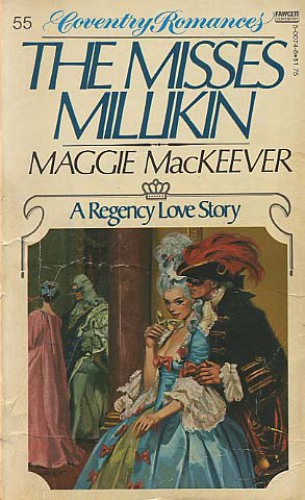 55
Coventry Romances
FAWCETT
THE MISSES
MILLIKIN
MAGGIE MacKEEVER
A Regency Love Story